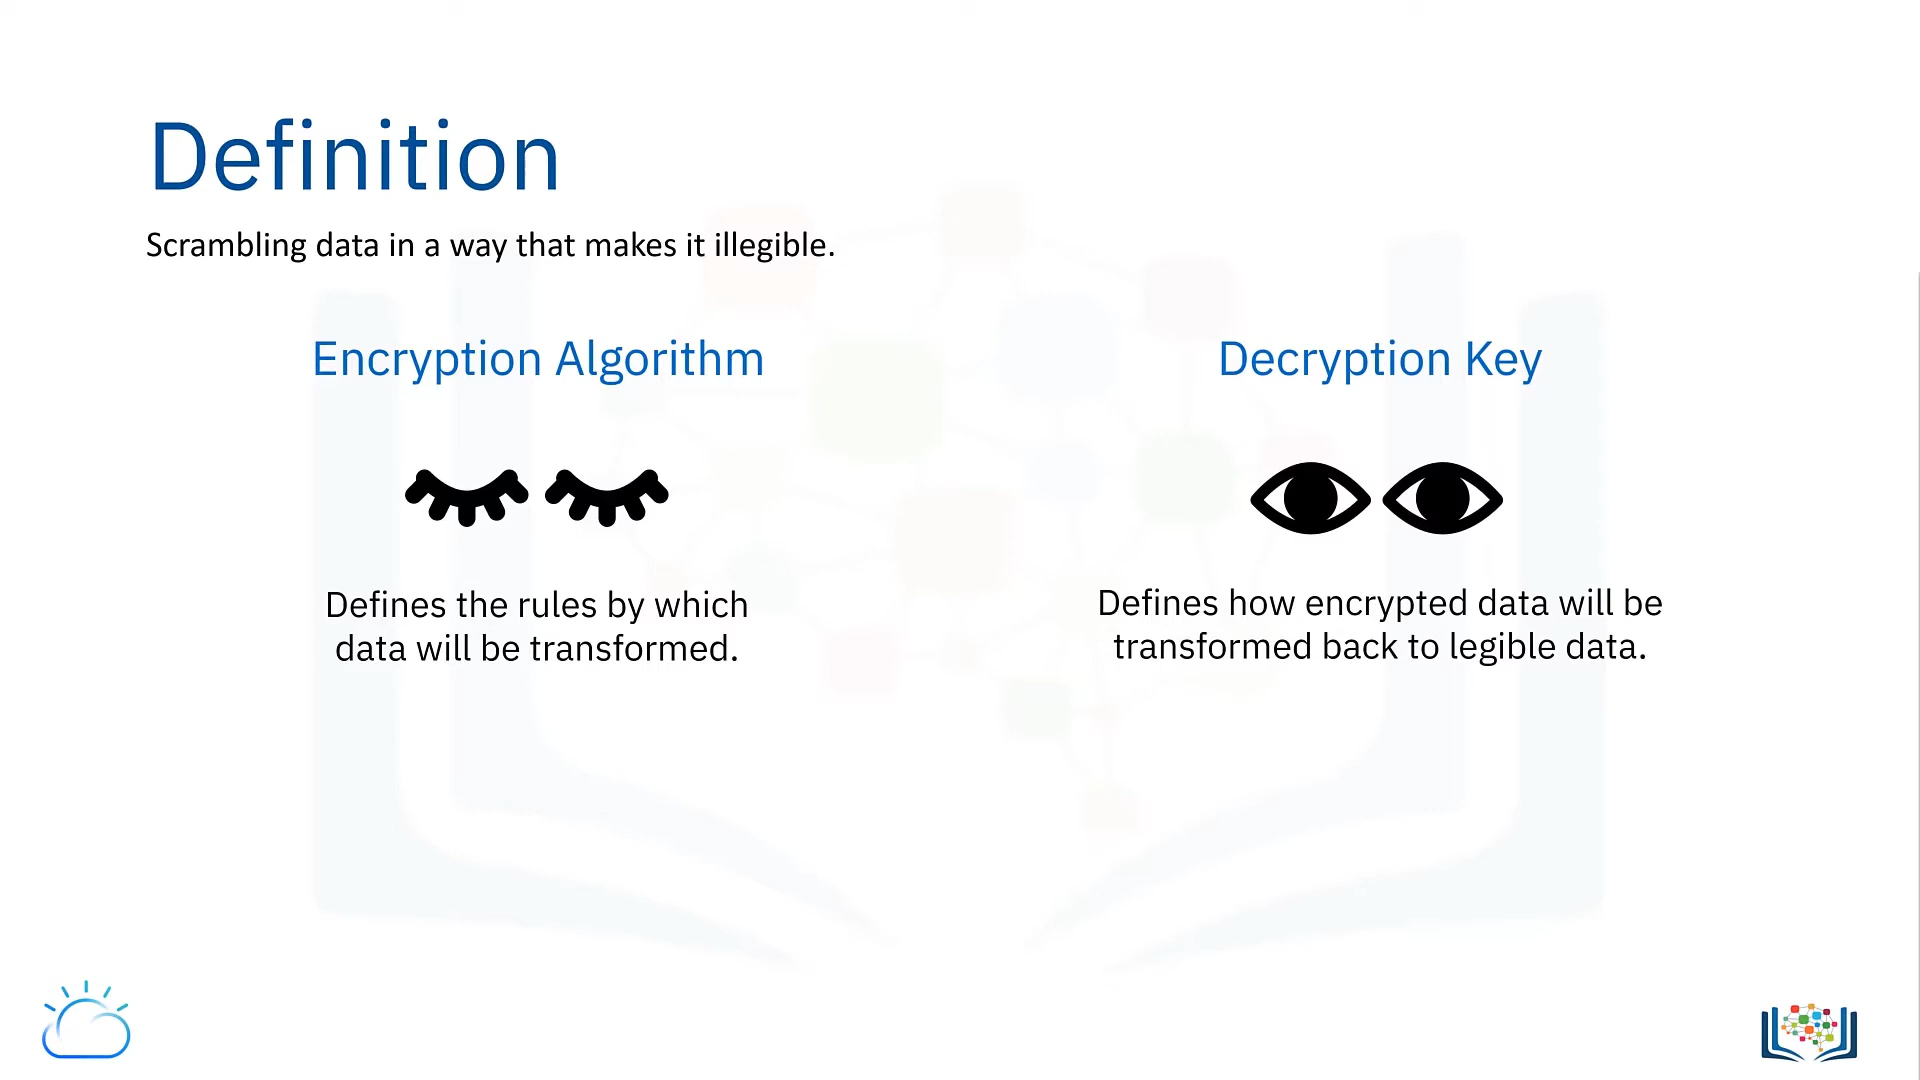 Definition
Scrambling data in a way that makes it illegible.
Encryption Algorithm
Defines the rules by which
data will be transformed.
Decryption Key
Defines how encrypted data will be
transformed back to legible data.